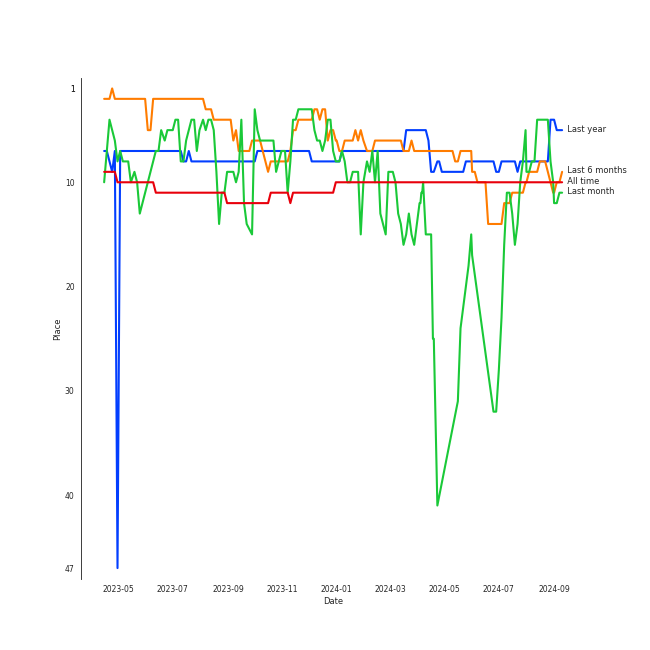 1
10
20
30
40
47
Place
2023-05
2023-07
2023-09
2023-11
2024-01
2024-03
2024-05
2024-07
2024-09
Date
Last year
Last 6 months
All time
Last month